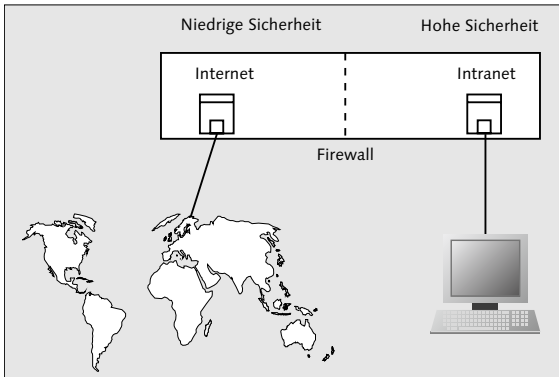 Niedrige Sicherheit
Hohe Sicherheit
Internet
Intranet
Firewall